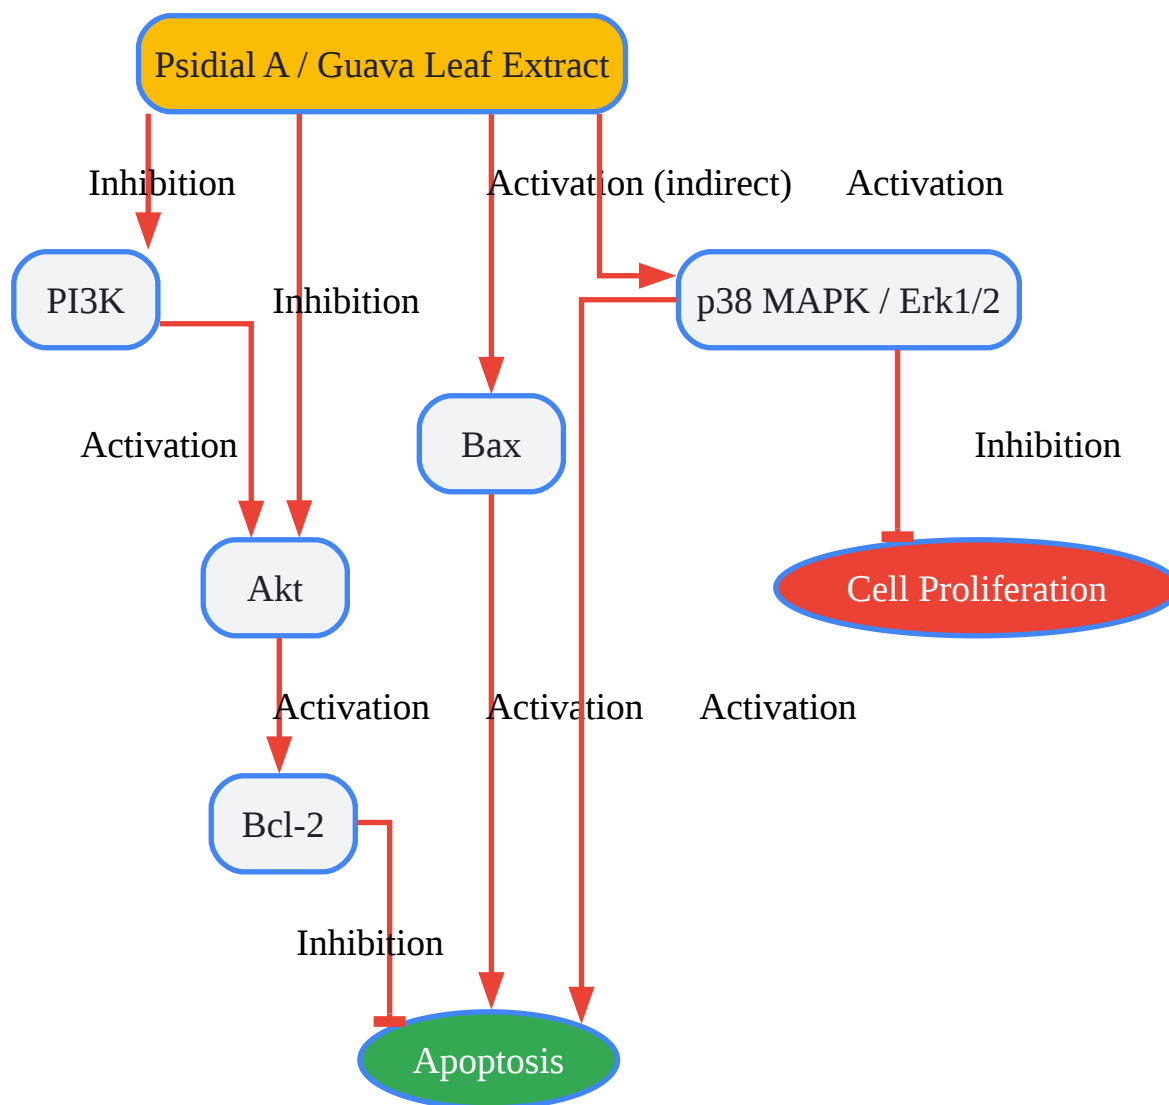 Psidial A / Guava Leaf Extract
Inhibition
Activation (indirect)
Activation
PI3K
Inhibition
p38 MAPK / Erk1/2
Activation
Bax
Inhibition
Akt
Cell Proliferation
Activation
Activation
Activation
Bcl-2
Inhibition
Apoptosis